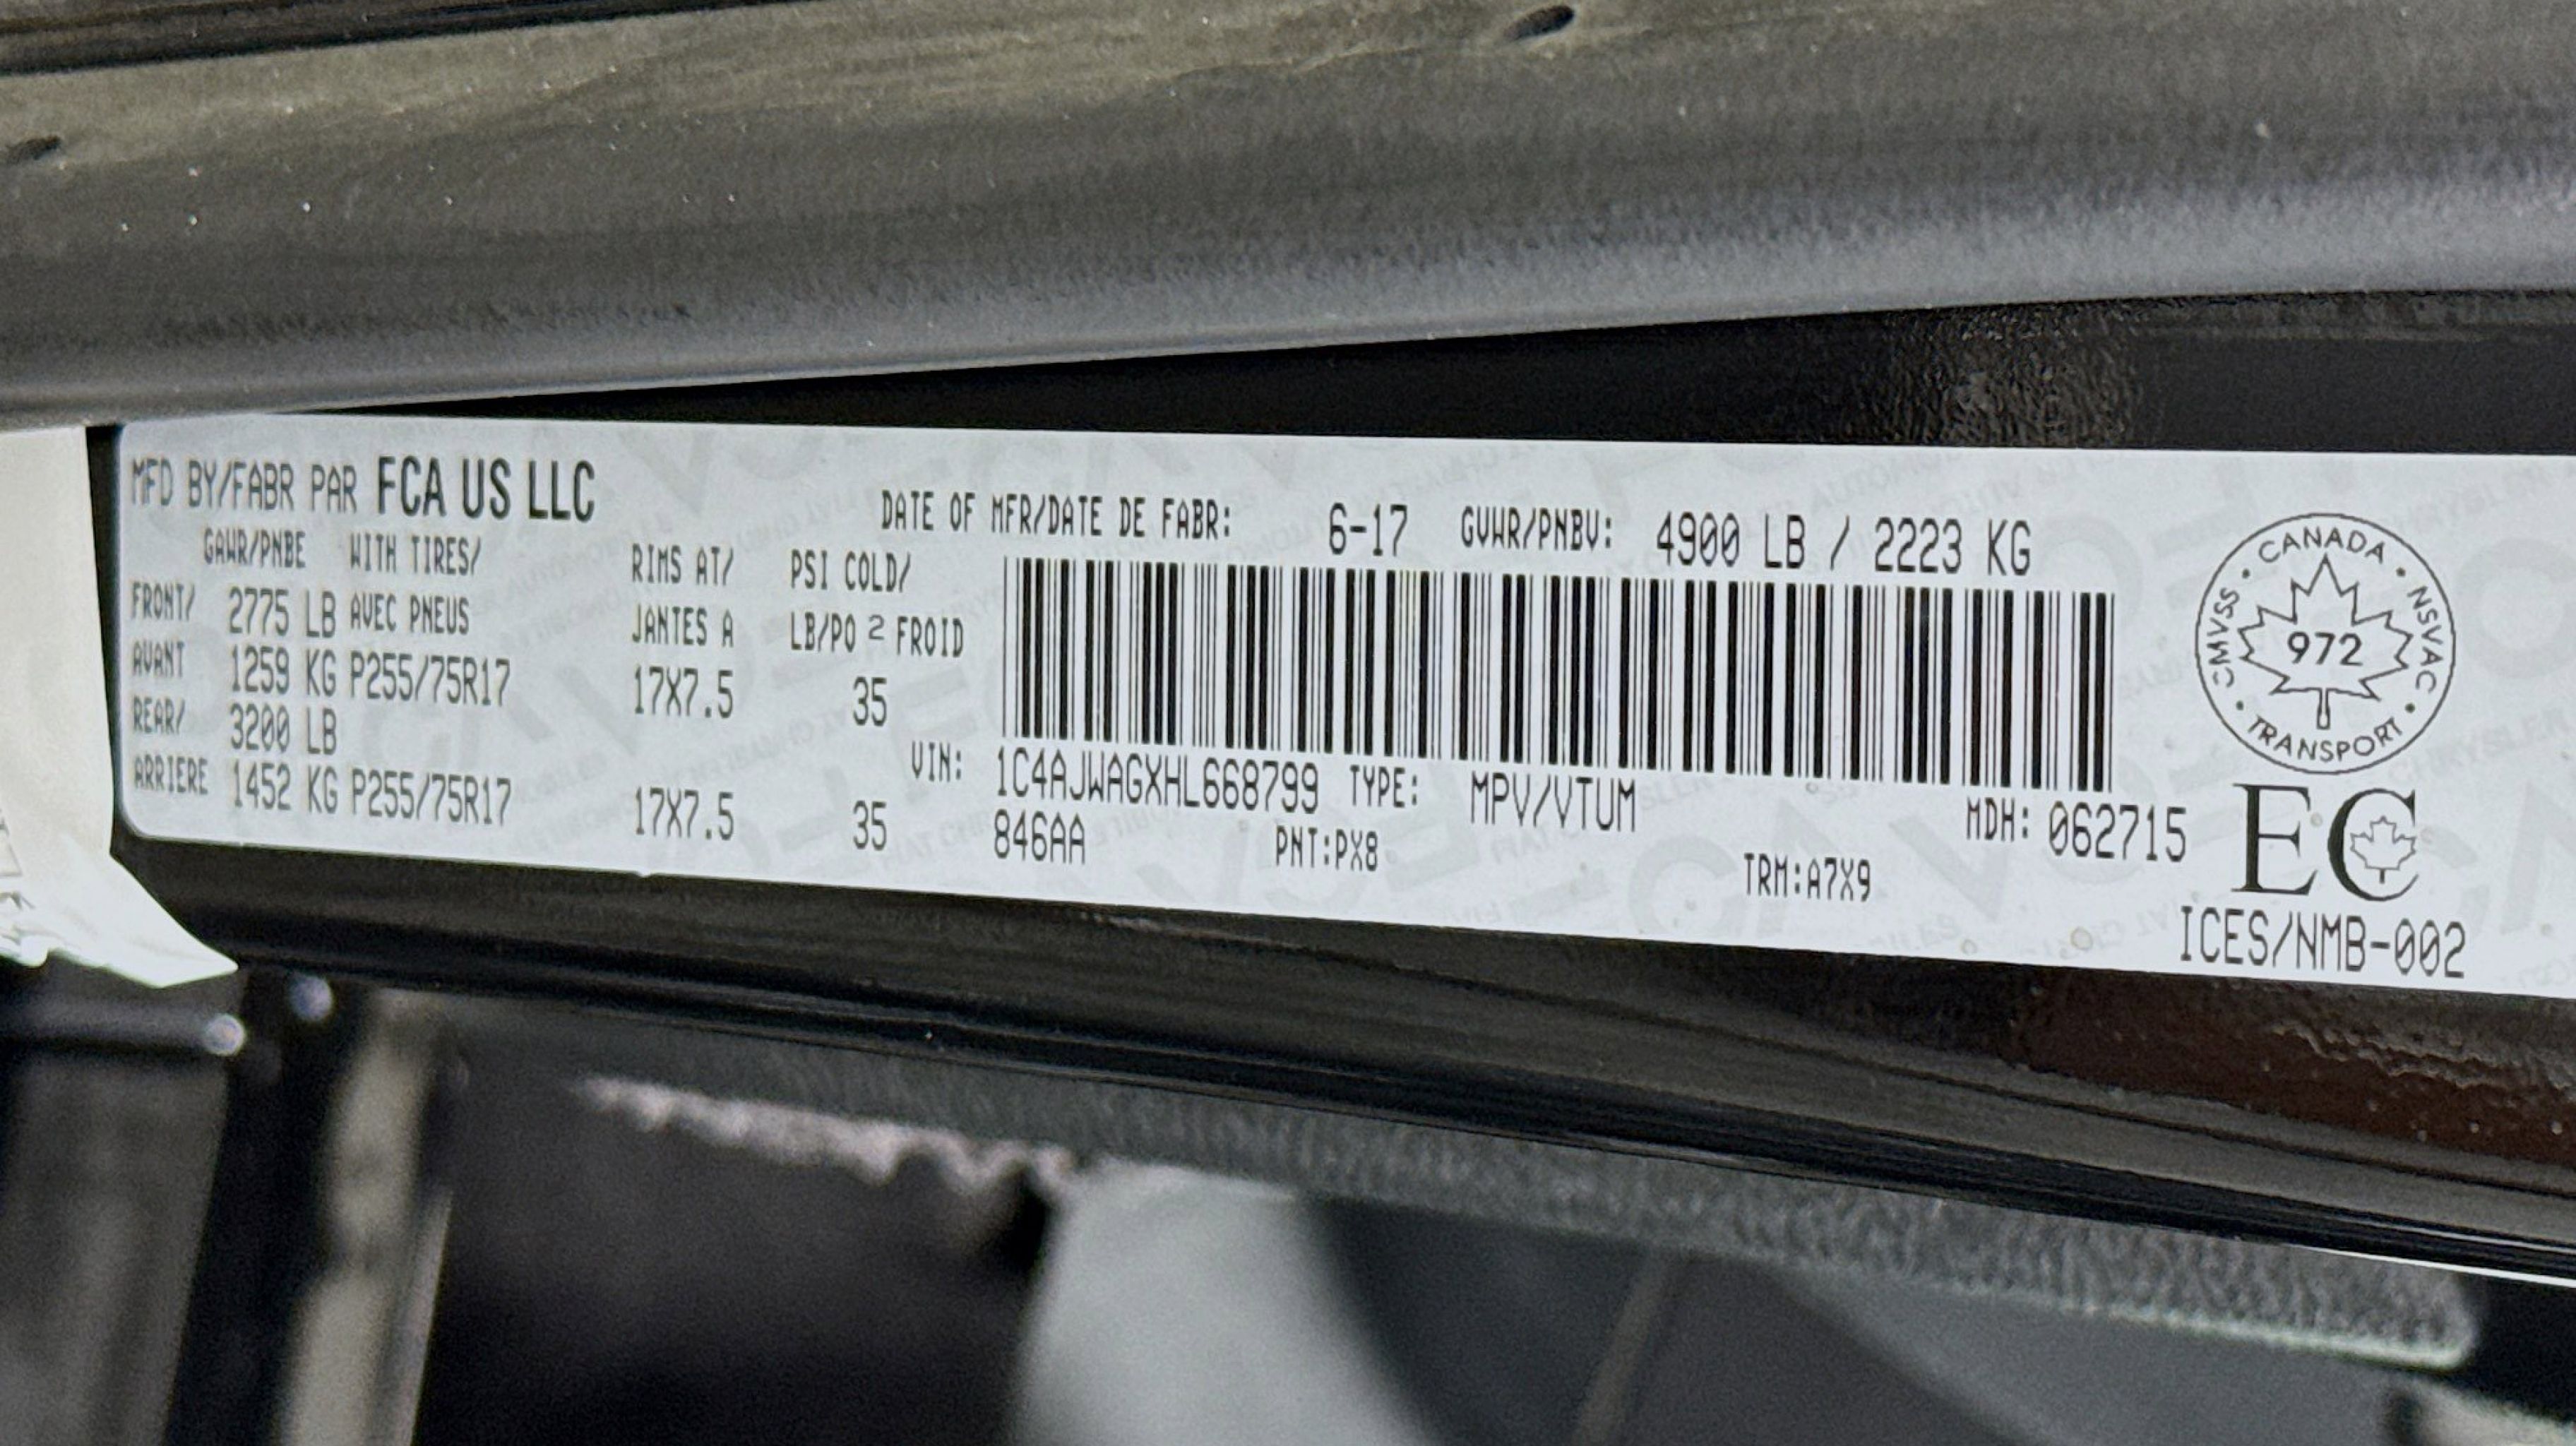 MFD BY/FABR PAR FCA US LLC
DATE OF MFR/DATE DE FABR: 6-17 GVWR/PNBV: 4900 LB / 2223 KG
GAWR/PNBE WITH TIRES/ RIMS AT/ PSI COLD/
FRONT/ 2775 LB AVEC PNEUS JANTES A LB/PO 2 FROID
AVANT 1259 KG P255/75R17 17X7.5 35
REAR/ 3200 LB
ARRIERE 1452 KG P255/75R17 17X7.5 35
VIN: 1C4AJWAGXHL668799 TYPE: MPV/VTUM MDH: 062715
846AA PNT:PX8 TRM:A7X9
CANADA
CMVSS • NSVAC
972
TRANSPORT
EC
ICES/NMB-002